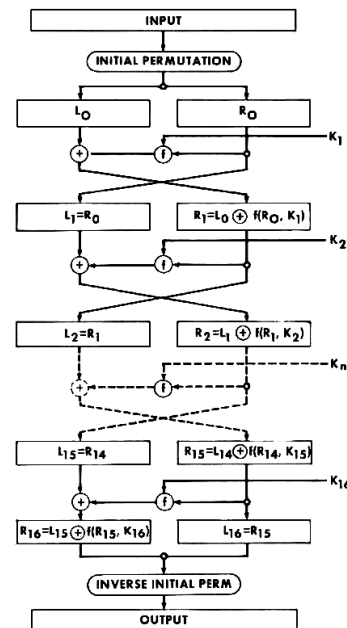 INPUT
INITIAL PERMUTATION
L₀ R₀
K₁
+ f
L₁=R₀ R₁=L₀ ⊕ f(R₀, K₁)
K₂
+ f
L₂=R₁ R₂=L₁ ⊕ f(R₁, K₂)
Kₙ
+ f
L₁₅=R₁₄ R₁₅=L₁₄ ⊕ f(R₁₄, K₁₅)
K₁₆
+ f
R₁₆=L₁₅ ⊕ f(R₁₅, K₁₆) L₁₆=R₁₅
INVERSE INITIAL PERM
OUTPUT